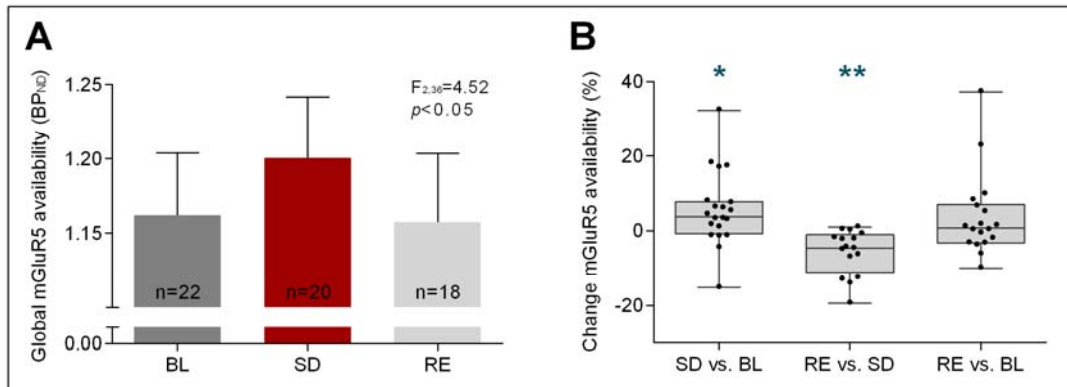 A
Global mGluR5 availability (BPND)
1.25
1.20
1.15
0.00
F2,36=4.52
p<0.05
n=22
n=20
n=18
BL
SD
RE
B
Change mGluR5 availability (%)
40
20
0
-20
*
**
SD vs. BL
RE vs. SD
RE vs. BL